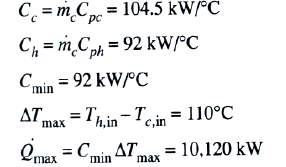 C_c = ṁ_c C_pc = 104.5 kW/°C
C_h = ṁ_c C_ph = 92 kW/°C
C_min = 92 kW/°C
ΔT_max = T_h,in − T_c,in = 110°C
Q̇_max = C_min ΔT_max = 10,120 kW